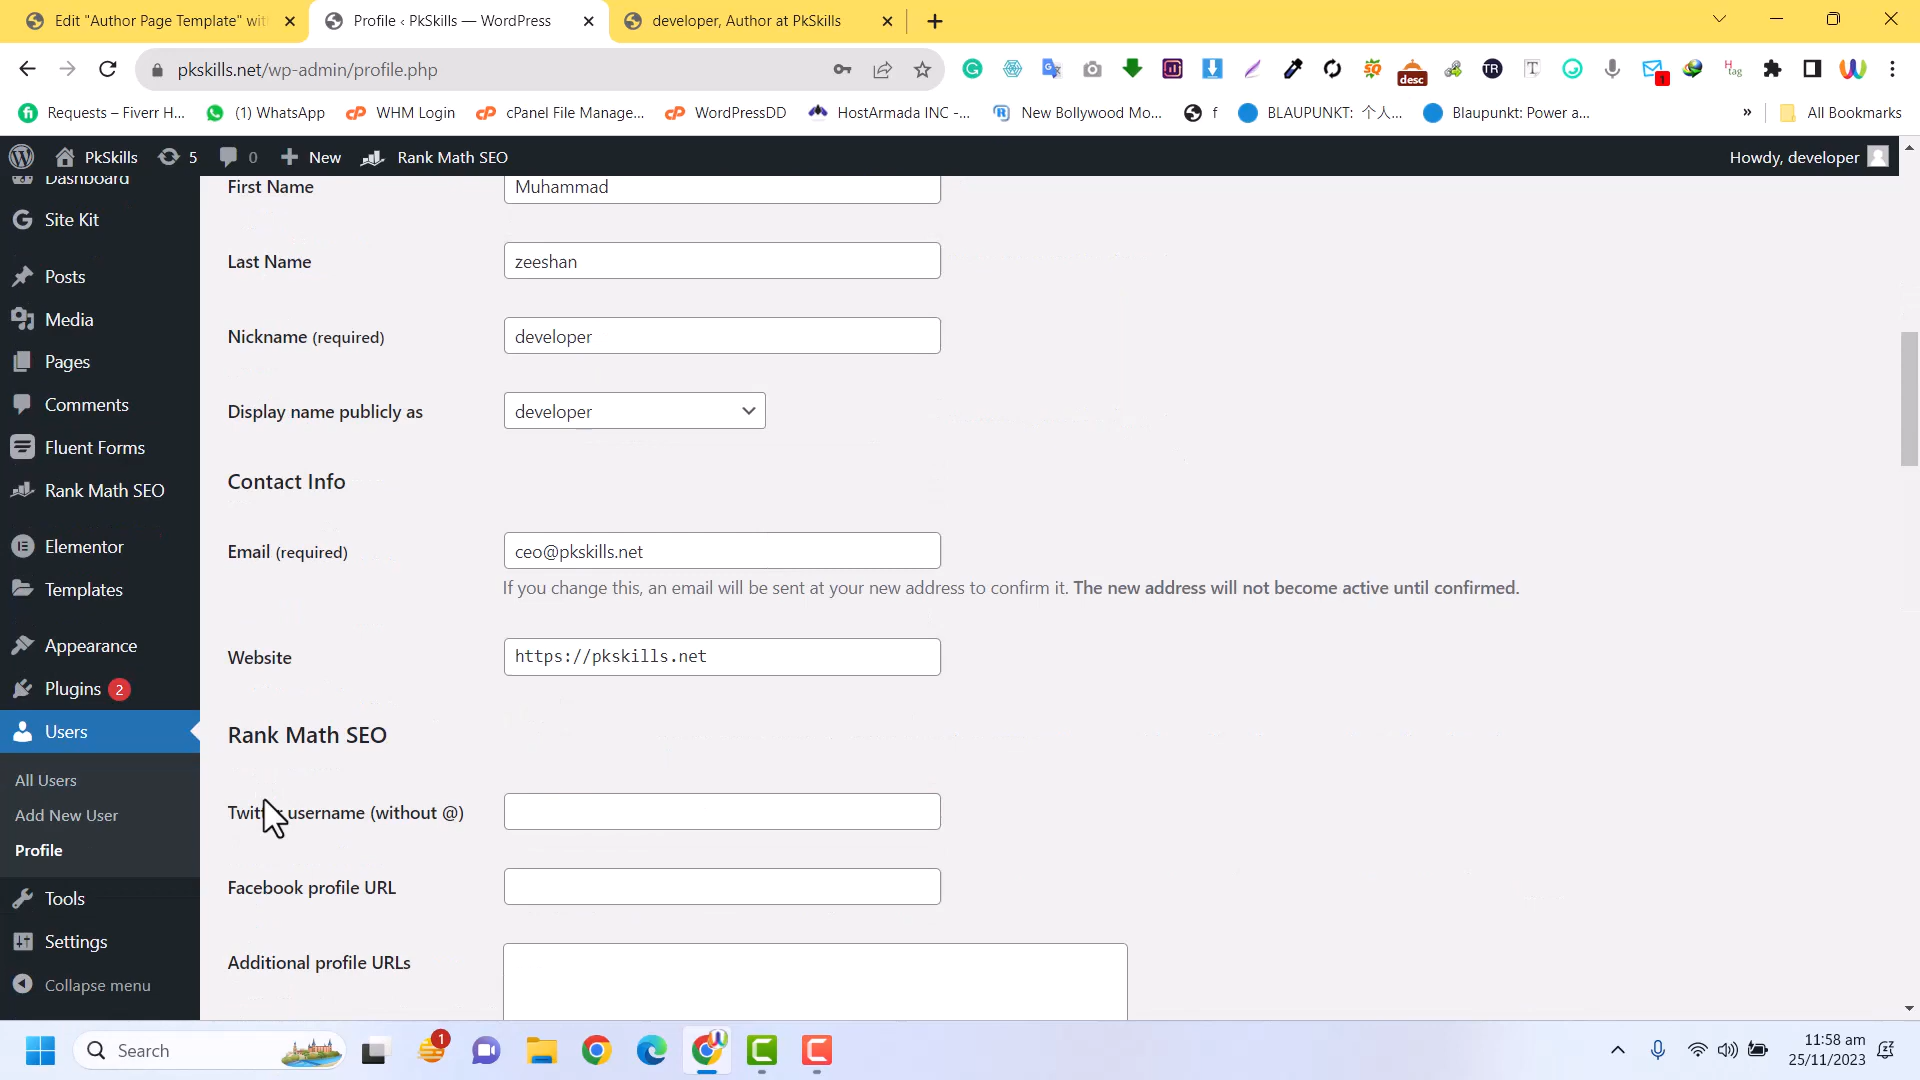 Edit "Author Page Template" wit
Profile ‹ PkSkills — WordPress
developer, Author at PkSkills
pkskills.net/wp-admin/profile.php
desc
TR
1
Requests – Fiverr H...
(1) WhatsApp
WHM Login
cPanel File Manage...
WordPressDD
HostArmada INC -...
New Bollywood Mo...
f
BLAUPUNKT: 个人...
Blaupunkt: Power a...
»
All Bookmarks
PkSkills
5
0
New
Rank Math SEO
Howdy, developer
Dashboard
Site Kit
Posts
Media
Pages
Comments
Fluent Forms
Rank Math SEO
Elementor
Templates
Appearance
Plugins 2
Users
All Users
Add New User
Profile
Tools
Settings
Collapse menu
First Name
Muhammad
Last Name
zeeshan
Nickname (required)
developer
Display name publicly as
developer
Contact Info
Email (required)
ceo@pkskills.net
If you change this, an email will be sent at your new address to confirm it. The new address will not become active until confirmed.
Website
https://pkskills.net
Rank Math SEO
Twitter username (without @)
Facebook profile URL
Additional profile URLs
Search
1
11:58 am
25/11/2023